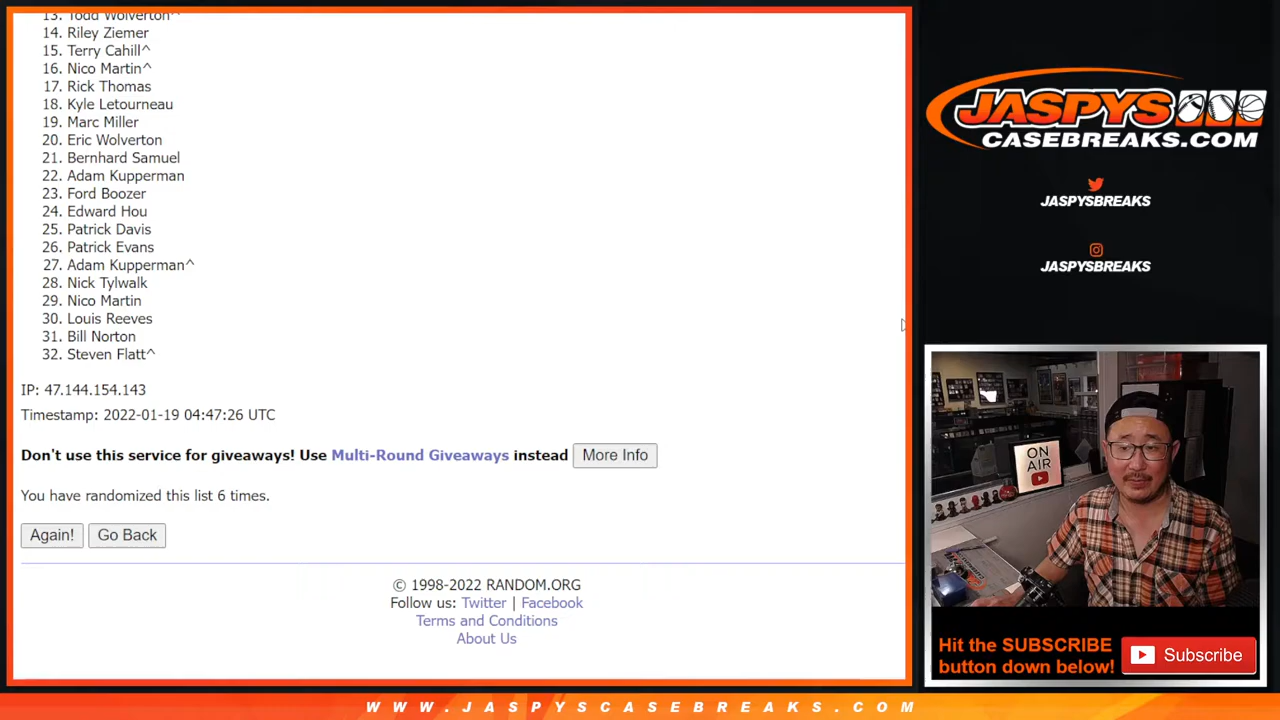 13. Todd Wolverton^
14. Riley Ziemer
15. Terry Cahill^
16. Nico Martin^
17. Rick Thomas
18. Kyle Letourneau
19. Marc Miller
20. Eric Wolverton
21. Bernhard Samuel
22. Adam Kupperman
23. Ford Boozer
24. Edward Hou
25. Patrick Davis
26. Patrick Evans
27. Adam Kupperman^
28. Nick Tylwalk
29. Nico Martin
30. Louis Reeves
31. Bill Norton
32. Steven Flatt^
IP: 47.144.154.143
Timestamp: 2022-01-19 04:47:26 UTC
Don't use this service for giveaways! Use Multi-Round Giveaways instead More Info
You have randomized this list 6 times.
Again! Go Back
© 1998-2022 RANDOM.ORG
Follow us: Twitter | Facebook
Terms and Conditions
About Us
JASPYS
CASEBREAKS.COM
JASPYSBREAKS
JASPYSBREAKS
ON
AIR
Hit the SUBSCRIBE
button down below!
Subscribe
WWW.JASPYSCASEBREAKS.COM